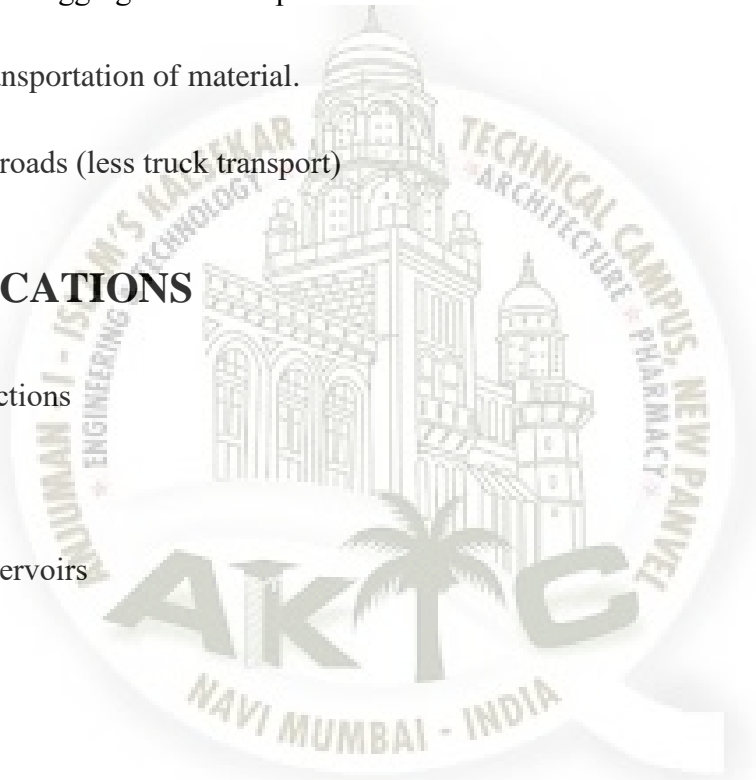 ansportation of material.
roads (less truck transport)
CATIONS
ctions
ervoirs
ANJUMAN I - ISLAM'S KALSEKAR TECHNICAL CAMPUS, NEW PANVEL
ENGINEERING TECHNOLOGY ARCHITECTURE PHARMACY
AKTC
NAVI MUMBAI - INDIA